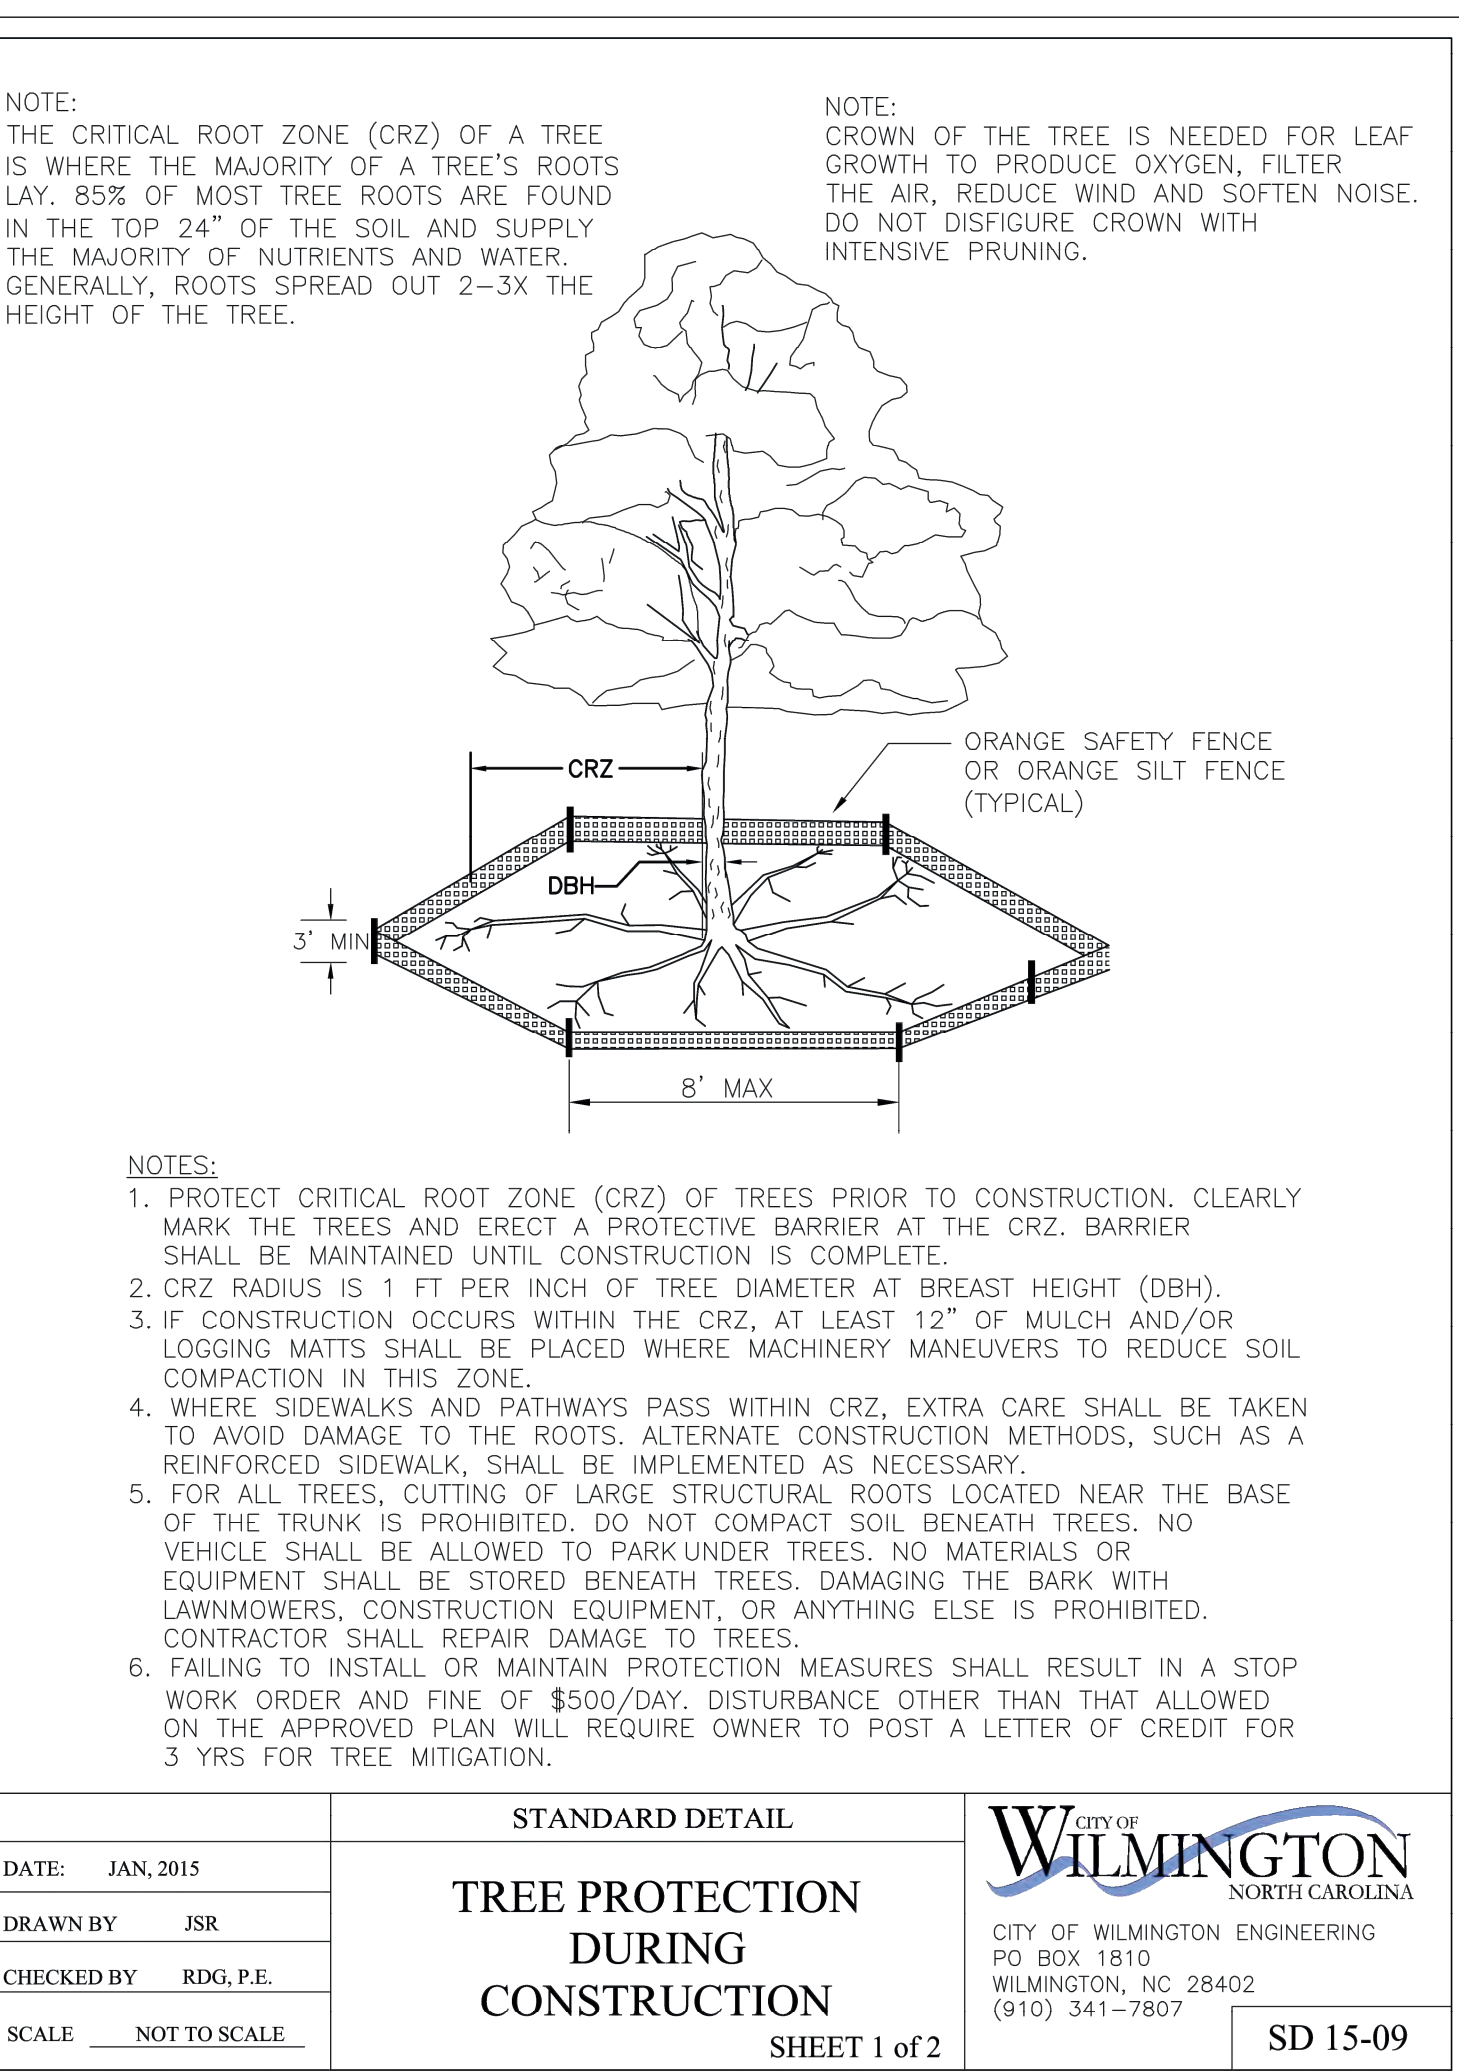 NOTE:
THE CRITICAL ROOT ZONE (CRZ) OF A TREE
IS WHERE THE MAJORITY OF A TREE'S ROOTS
LAY. 85% OF MOST TREE ROOTS ARE FOUND
IN THE TOP 24" OF THE SOIL AND SUPPLY
THE MAJORITY OF NUTRIENTS AND WATER.
GENERALLY, ROOTS SPREAD OUT 2-3X THE
HEIGHT OF THE TREE.
NOTE:
CROWN OF THE TREE IS NEEDED FOR LEAF
GROWTH TO PRODUCE OXYGEN, FILTER
THE AIR, REDUCE WIND AND SOFTEN NOISE.
DO NOT DISFIGURE CROWN WITH
INTENSIVE PRUNING.
ORANGE SAFETY FENCE
OR ORANGE SILT FENCE
(TYPICAL)
CRZ
DBH
3' MIN
8' MAX
NOTES:
1. PROTECT CRITICAL ROOT ZONE (CRZ) OF TREES PRIOR TO CONSTRUCTION. CLEARLY
MARK THE TREES AND ERECT A PROTECTIVE BARRIER AT THE CRZ. BARRIER
SHALL BE MAINTAINED UNTIL CONSTRUCTION IS COMPLETE.
2. CRZ RADIUS IS 1 FT PER INCH OF TREE DIAMETER AT BREAST HEIGHT (DBH).
3. IF CONSTRUCTION OCCURS WITHIN THE CRZ, AT LEAST 12" OF MULCH AND/OR
LOGGING MATTS SHALL BE PLACED WHERE MACHINERY MANEUVERS TO REDUCE SOIL
COMPACTION IN THIS ZONE.
4. WHERE SIDEWALKS AND PATHWAYS PASS WITHIN CRZ, EXTRA CARE SHALL BE TAKEN
TO AVOID DAMAGE TO THE ROOTS. ALTERNATE CONSTRUCTION METHODS, SUCH AS A
REINFORCED SIDEWALK, SHALL BE IMPLEMENTED AS NECESSARY.
5. FOR ALL TREES, CUTTING OF LARGE STRUCTURAL ROOTS LOCATED NEAR THE BASE
OF THE TRUNK IS PROHIBITED. DO NOT COMPACT SOIL BENEATH TREES. NO
VEHICLE SHALL BE ALLOWED TO PARK UNDER TREES. NO MATERIALS OR
EQUIPMENT SHALL BE STORED BENEATH TREES. DAMAGING THE BARK WITH
LAWNMOWERS, CONSTRUCTION EQUIPMENT, OR ANYTHING ELSE IS PROHIBITED.
CONTRACTOR SHALL REPAIR DAMAGE TO TREES.
6. FAILING TO INSTALL OR MAINTAIN PROTECTION MEASURES SHALL RESULT IN A STOP
WORK ORDER AND FINE OF $500/DAY. DISTURBANCE OTHER THAN THAT ALLOWED
ON THE APPROVED PLAN WILL REQUIRE OWNER TO POST A LETTER OF CREDIT FOR
3 YRS FOR TREE MITIGATION.
DATE: JAN, 2015
DRAWN BY JSR
CHECKED BY RDG, P.E.
SCALE NOT TO SCALE
STANDARD DETAIL
TREE PROTECTION
DURING
CONSTRUCTION
SHEET 1 of 2
CITY OF
WILMINGTON
NORTH CAROLINA
CITY OF WILMINGTON ENGINEERING
PO BOX 1810
WILMINGTON, NC 28402
(910) 341-7807
SD 15-09